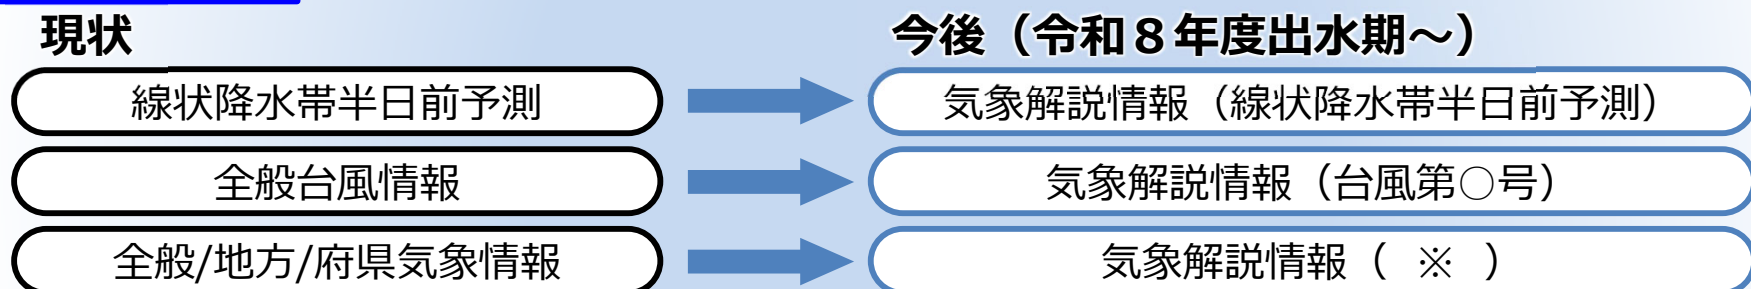 現状
今後（令和８年度出水期～）
線状降水帯半日前予測
気象解説情報（線状降水帯半日前予測）
全般台風情報
気象解説情報（台風第○号）
全般/地方/府県気象情報
気象解説情報（ ※ ）